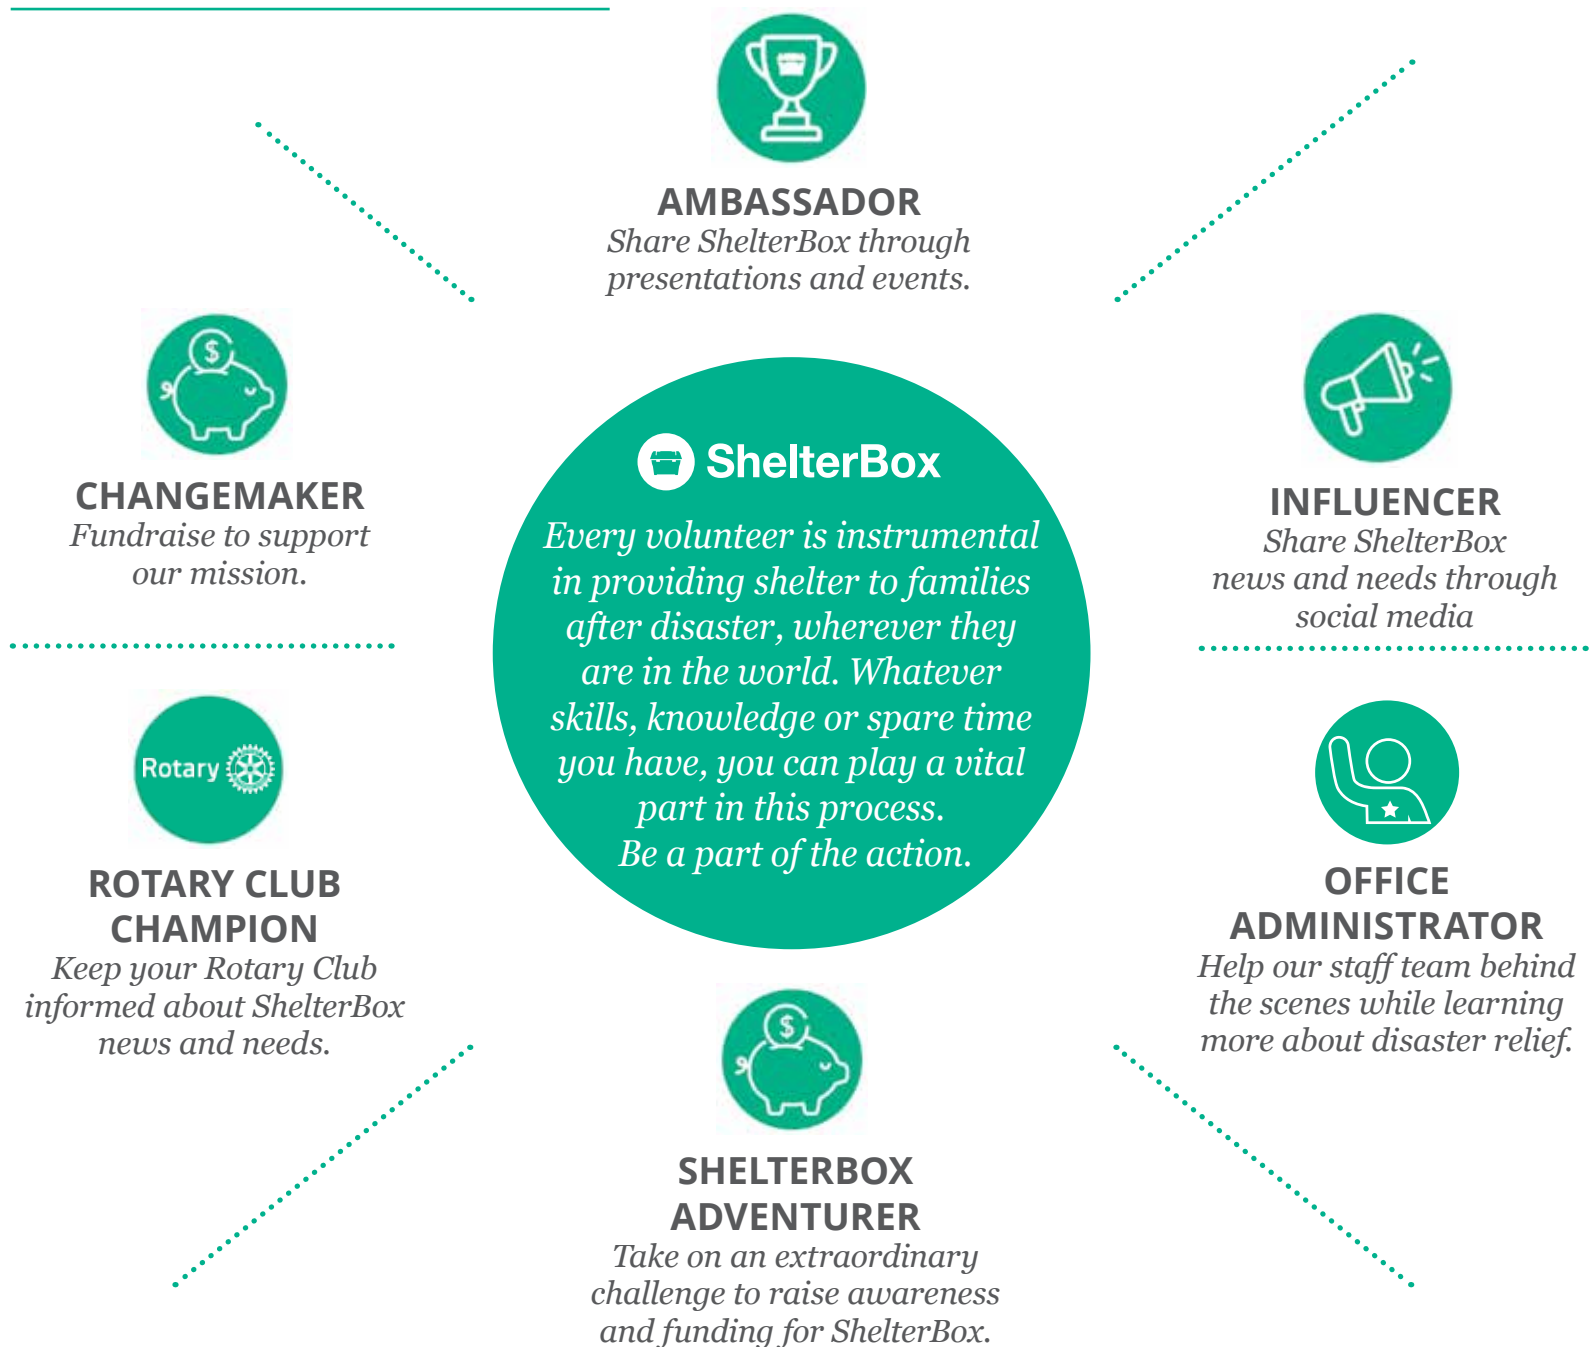 AMBASSADOR
Share ShelterBox through
presentations and events.
$
CHANGEMAKER
Fundraise to support
our mission.
INFLUENCER
Share ShelterBox
news and needs through
social media
ShelterBox
Every volunteer is instrumental
in providing shelter to families
after disaster, wherever they
are in the world. Whatever
skills, knowledge or spare time
you have, you can play a vital
part in this process.
Be a part of the action.
Rotary
ROTARY CLUB
CHAMPION
Keep your Rotary Club
informed about ShelterBox
news and needs.
OFFICE
ADMINISTRATOR
Help our staff team behind
the scenes while learning
more about disaster relief.
$
SHELTERBOX
ADVENTURER
Take on an extraordinary
challenge to raise awareness
and funding for ShelterBox.